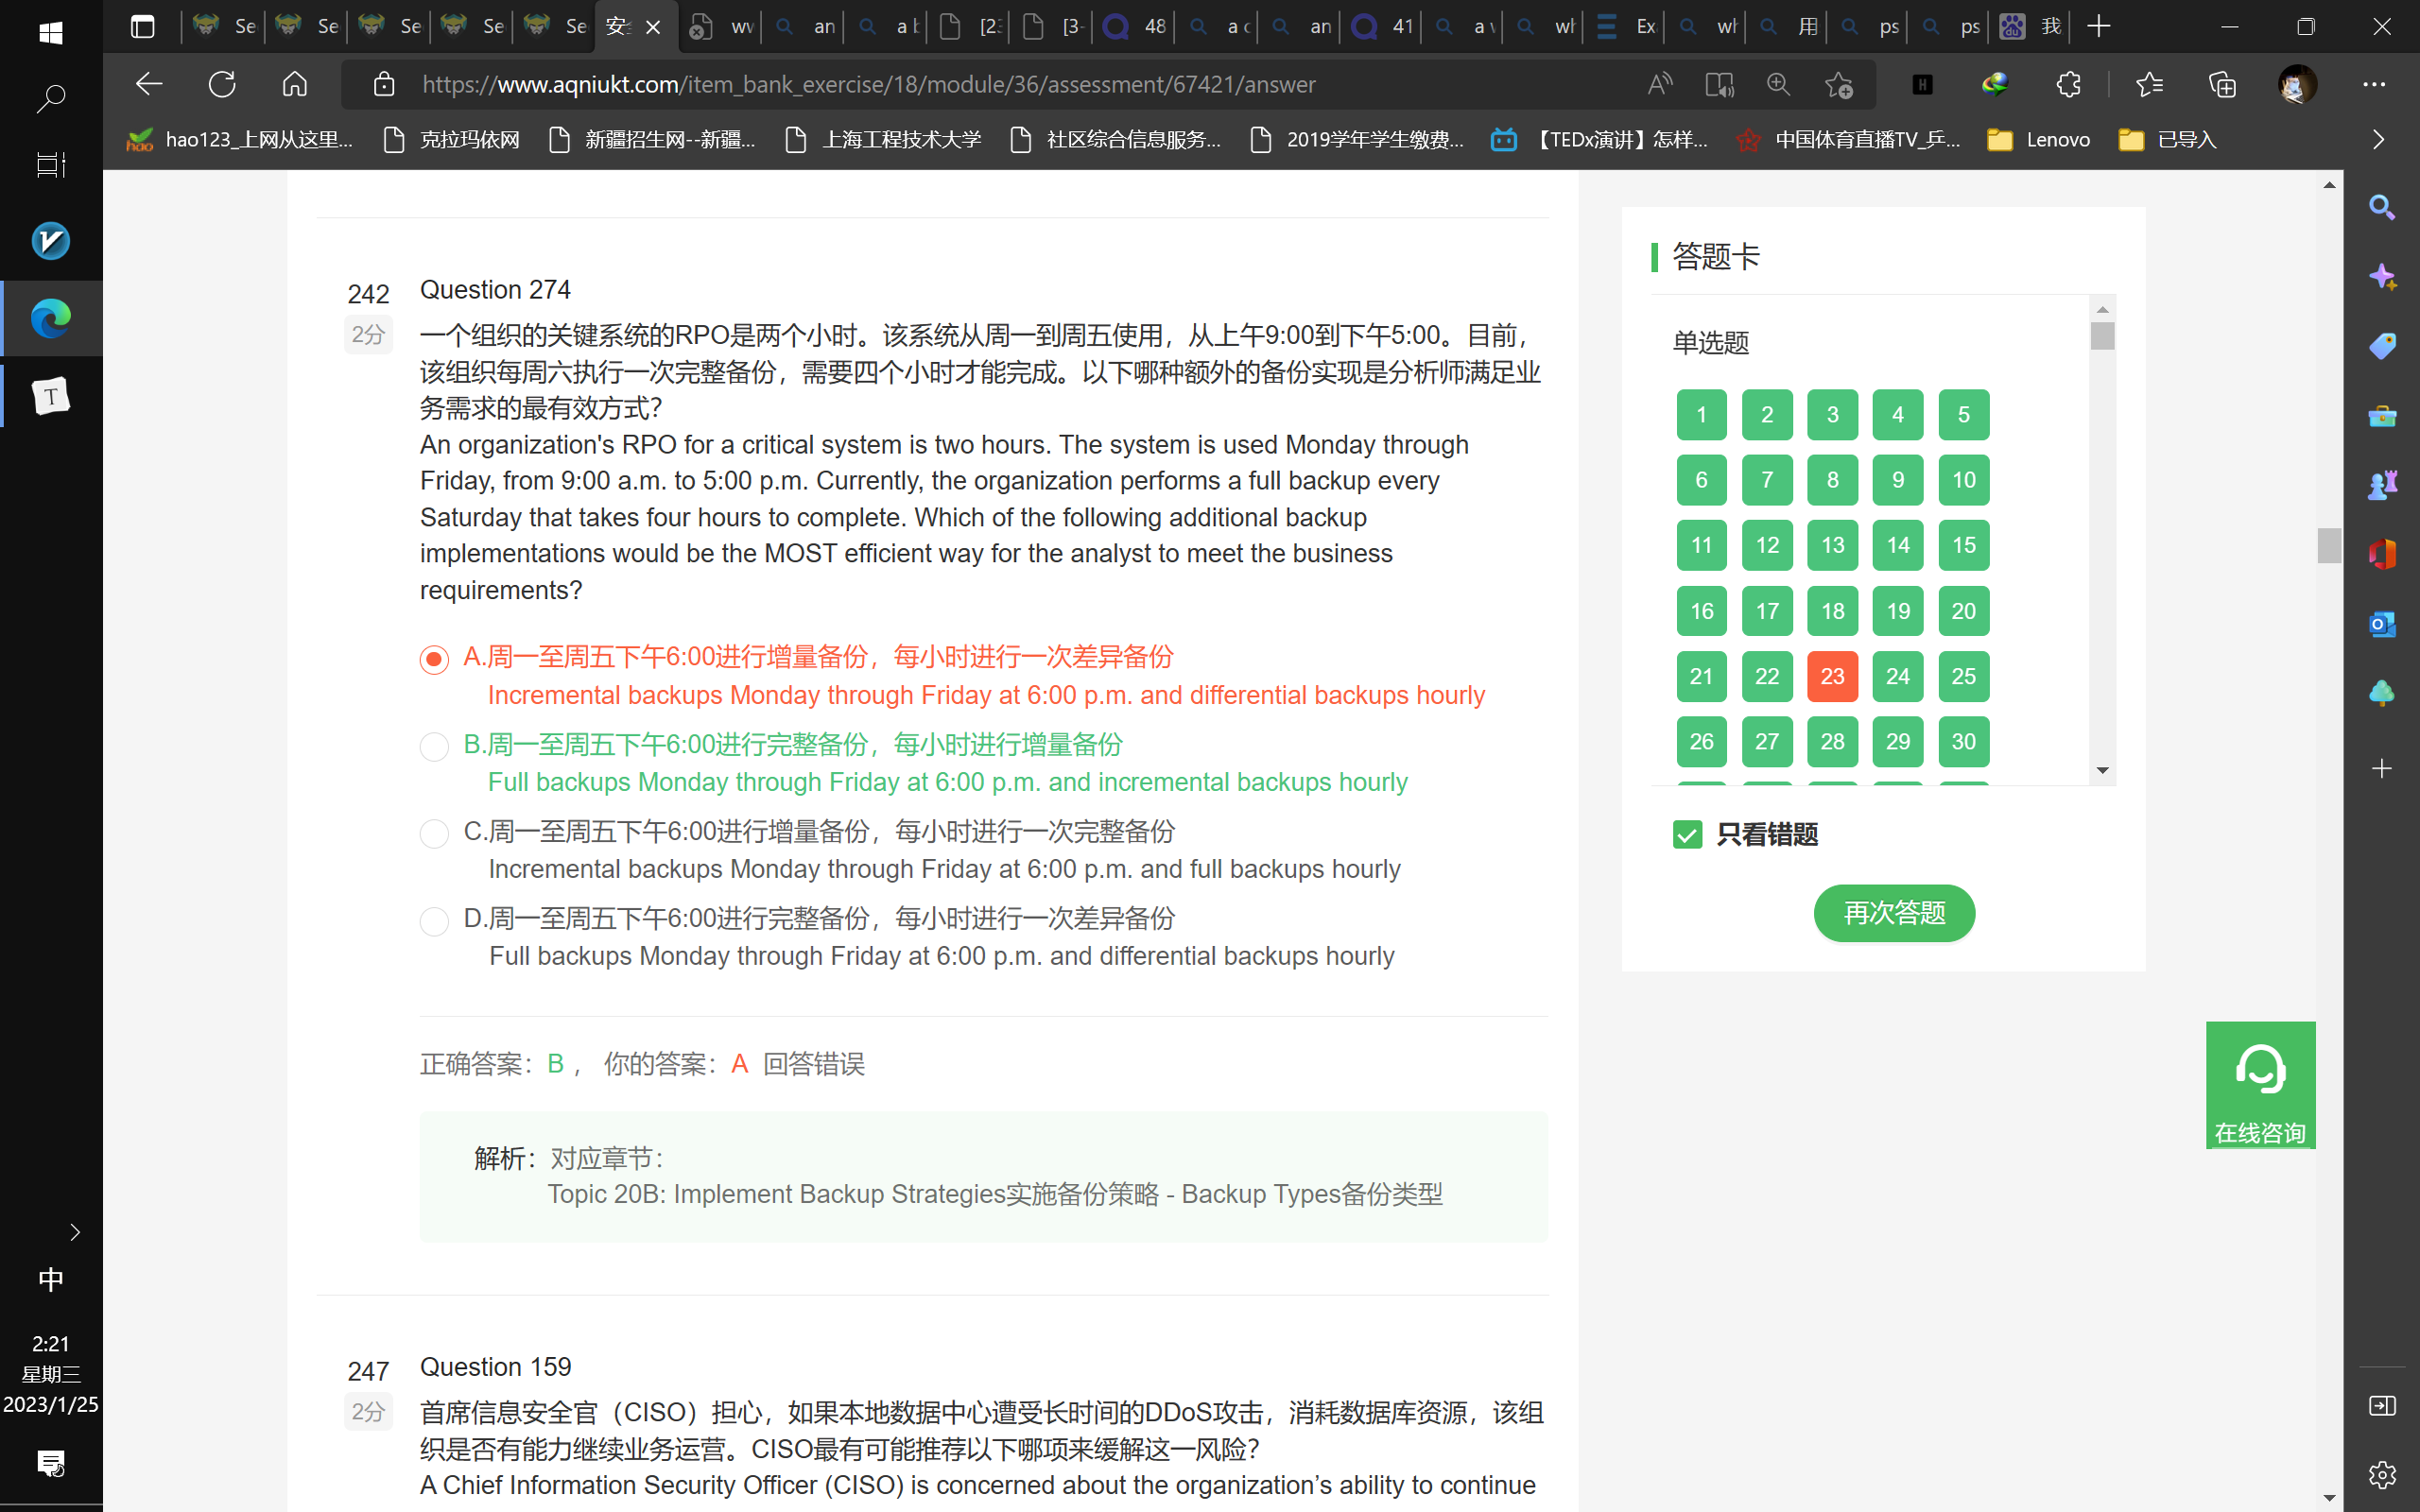 Se
Se
Se
Se
Se
安全
wv
an
a b
[23
[3-
48
a c
an
41
a v
wh
Ex
wh
用
ps
ps
我
https://www.aqniukt.com/item_bank_exercise/18/module/36/assessment/67421/answer
hao123_上网从这里...
克拉玛依网
新疆招生网--新疆...
上海工程技术大学
社区综合信息服务...
2019学年学生缴费...
【TEDx演讲】怎样...
中国体育直播TV_乒...
Lenovo
已导入
242
2分
Question 274
一个组织的关键系统的RPO是两个小时。该系统从周一到周五使用，从上午9:00到下午5:00。目前，
该组织每周六执行一次完整备份，需要四个小时才能完成。以下哪种额外的备份实现是分析师满足业
务需求的最有效方式？
An organization's RPO for a critical system is two hours. The system is used Monday through
Friday, from 9:00 a.m. to 5:00 p.m. Currently, the organization performs a full backup every
Saturday that takes four hours to complete. Which of the following additional backup
implementations would be the MOST efficient way for the analyst to meet the business
requirements?
A.周一至周五下午6:00进行增量备份，每小时进行一次差异备份
Incremental backups Monday through Friday at 6:00 p.m. and differential backups hourly
B.周一至周五下午6:00进行完整备份，每小时进行增量备份
Full backups Monday through Friday at 6:00 p.m. and incremental backups hourly
C.周一至周五下午6:00进行增量备份，每小时进行一次完整备份
Incremental backups Monday through Friday at 6:00 p.m. and full backups hourly
D.周一至周五下午6:00进行完整备份，每小时进行一次差异备份
Full backups Monday through Friday at 6:00 p.m. and differential backups hourly
正确答案：B， 你的答案：A 回答错误
解析：对应章节：
Topic 20B: Implement Backup Strategies实施备份策略 - Backup Types备份类型
247
2分
Question 159
首席信息安全官（CISO）担心，如果本地数据中心遭受长时间的DDoS攻击，消耗数据库资源，该组
织是否有能力继续业务运营。CISO最有可能推荐以下哪项来缓解这一风险？
A Chief Information Security Officer (CISO) is concerned about the organization’s ability to continue
答题卡
单选题
1 2 3 4 5
6 7 8 9 10
11 12 13 14 15
16 17 18 19 20
21 22 23 24 25
26 27 28 29 30
只看错题
再次答题
在线咨询
T
中
2:21
星期三
2023/1/25